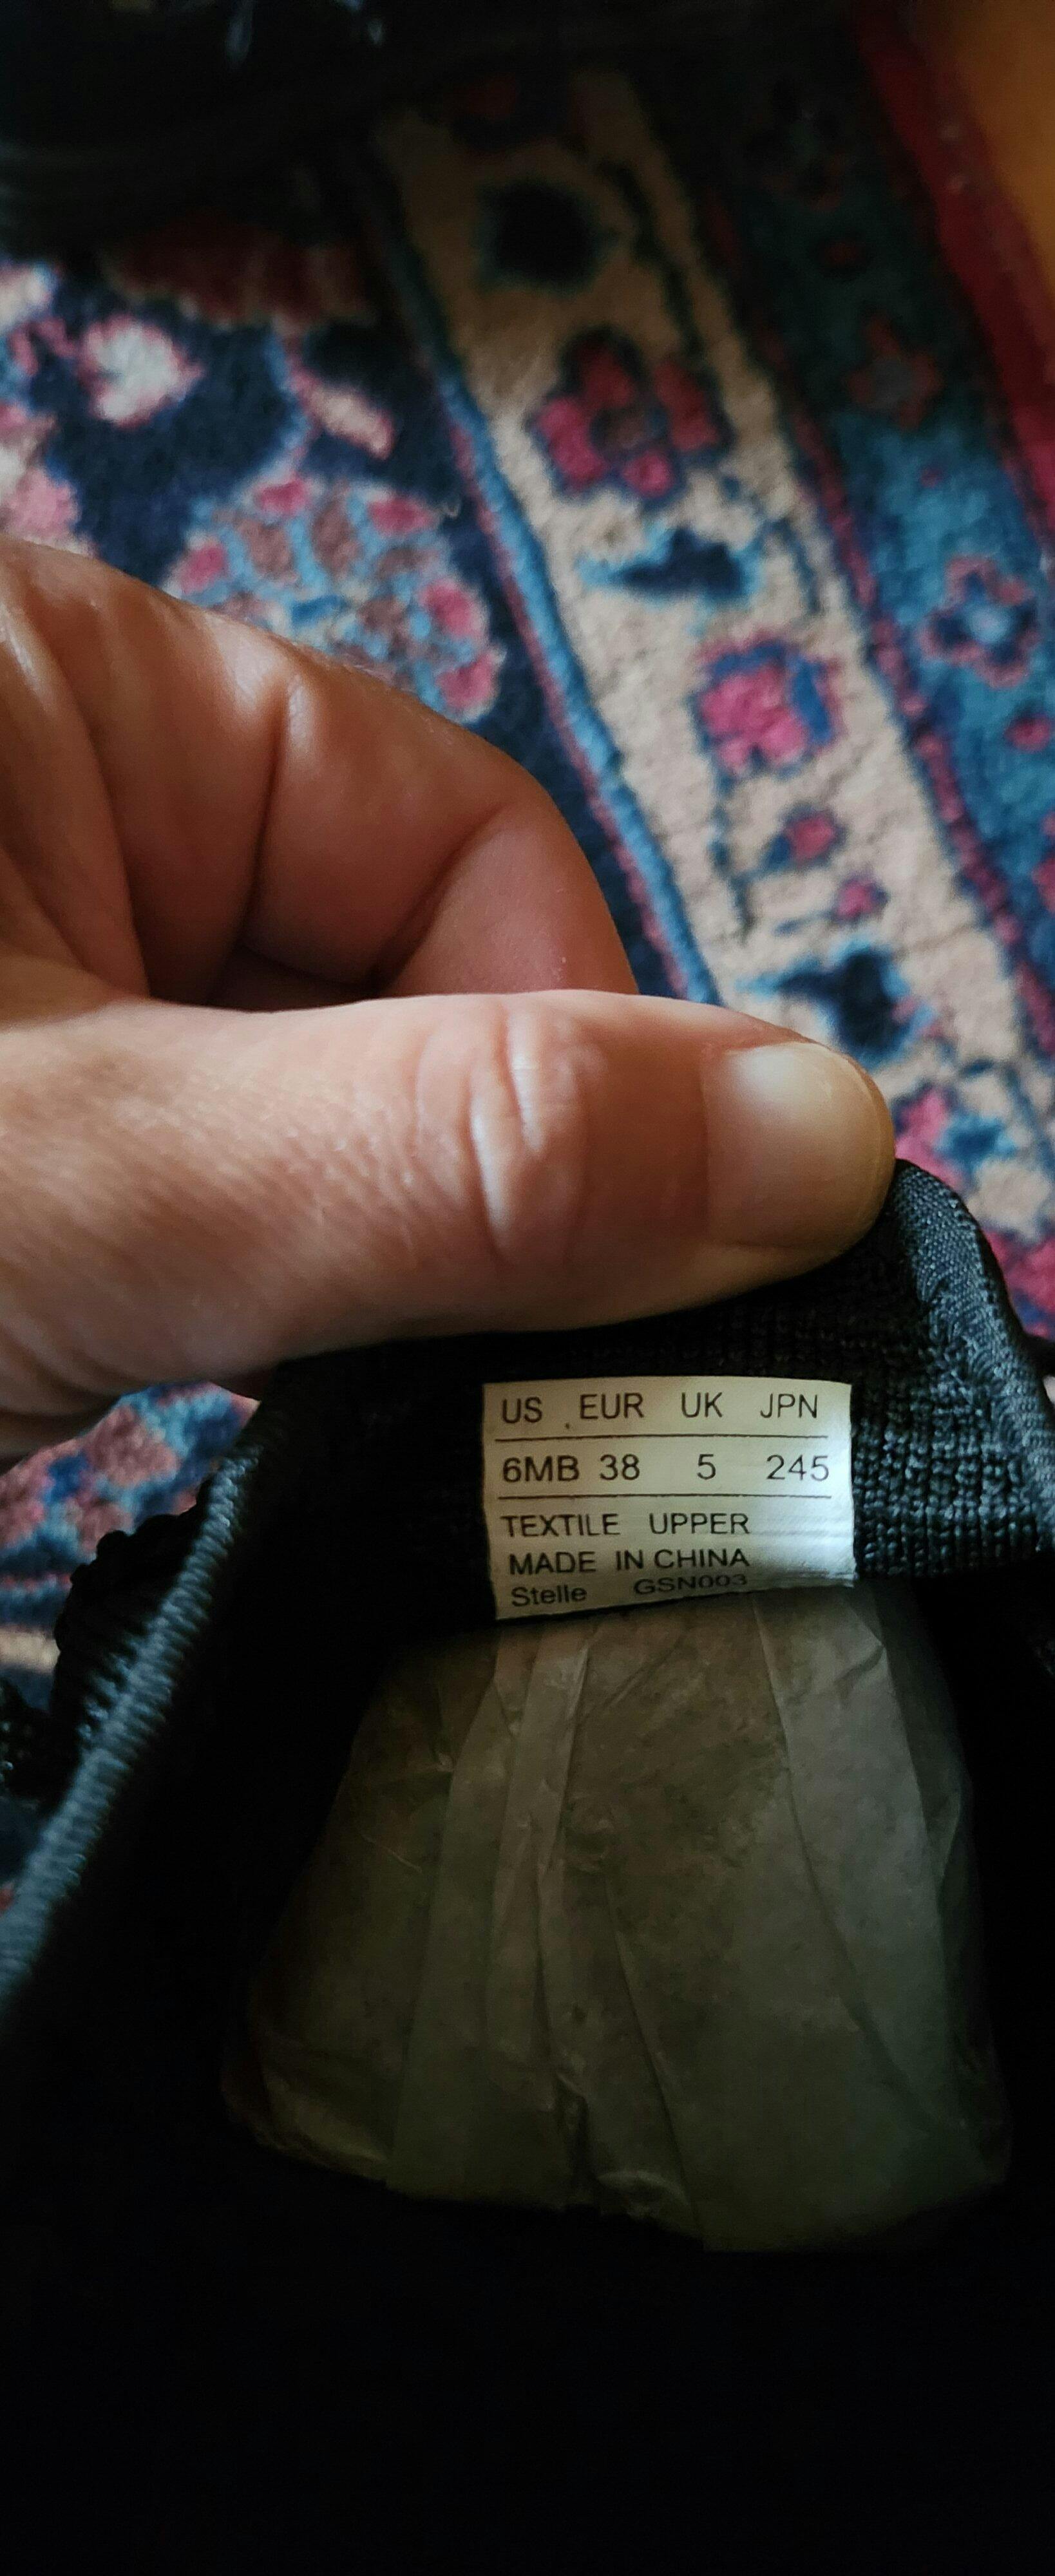 US EUR UK JPN
6MB 38 5 245
TEXTILE UPPER
MADE IN CHINA
Stelle GSN003